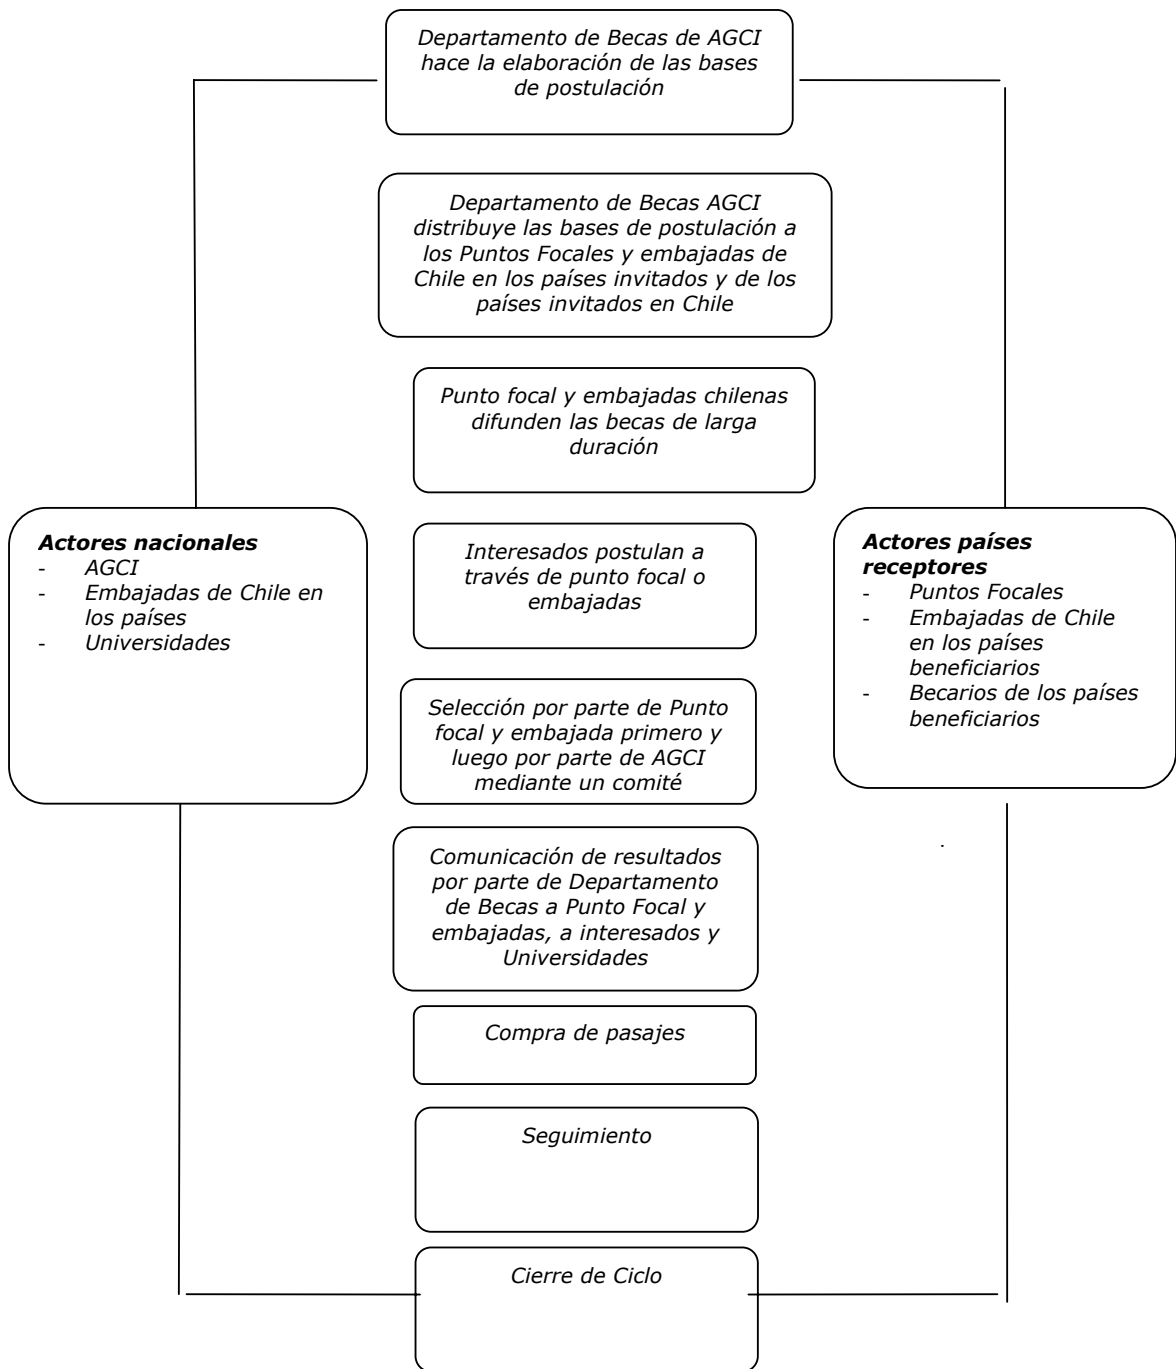 Departamento de Becas de AGCI
hace la elaboración de las bases
de postulación
Departamento de Becas AGCI
distribuye las bases de postulación a
los Puntos Focales y embajadas de
Chile en los países invitados y de los
países invitados en Chile
Punto focal y embajadas chilenas
difunden las becas de larga
duración
Actores nacionales
- AGCI
- Embajadas de Chile en
los países
- Universidades
Interesados postulan a
través de punto focal o
embajadas
Actores países
receptores
- Puntos Focales
- Embajadas de Chile
en los países
beneficiarios
- Becarios de los países
beneficiarios
Selección por parte de Punto
focal y embajada primero y
luego por parte de AGCI
mediante un comité
Comunicación de resultados
por parte de Departamento
de Becas a Punto Focal y
embajadas, a interesados y
Universidades
.
Compra de pasajes
Seguimiento
Cierre de Ciclo